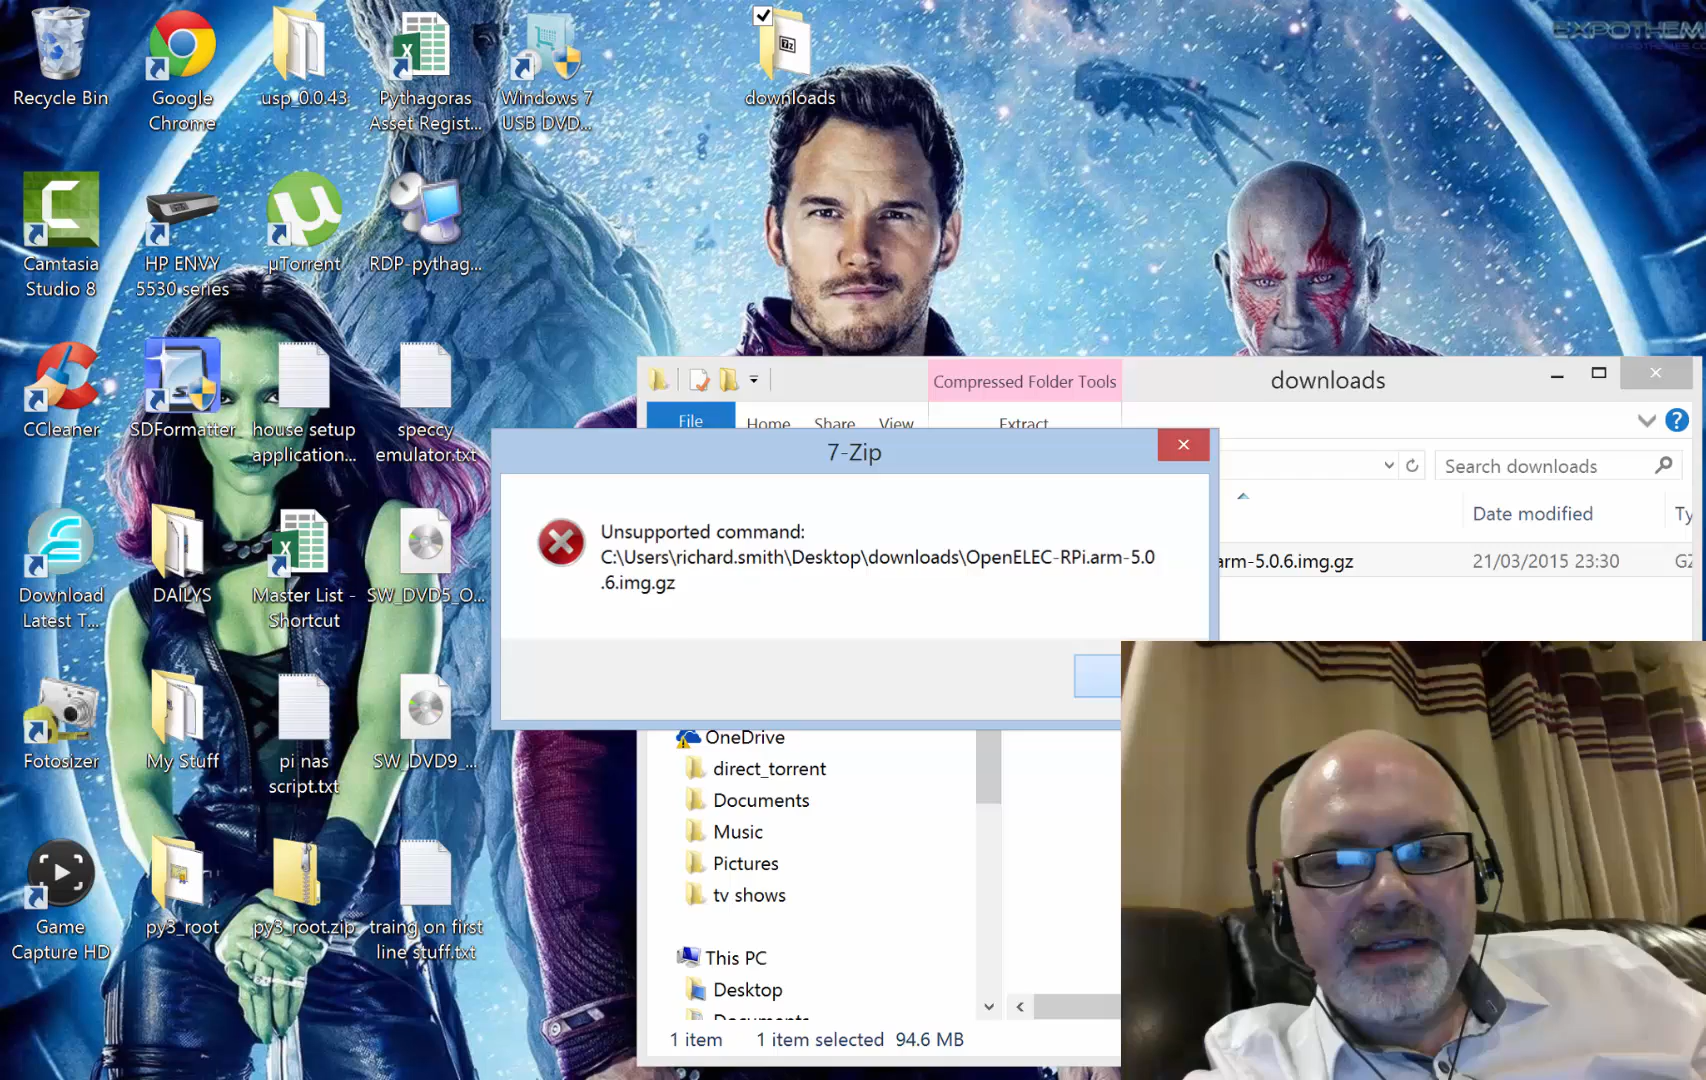 EXPOTHEM
Recycle Bin
Google
Chrome
usp_0.0.43
Pythagoras
Asset Regist...
Windows 7
USB DVD...
downloads
Camtasia
Studio 8
HP ENVY
5530 series
µTorrent
RDP-pythag...
CCleaner
SDFormatter
house setup
application...
speccy
emulator.txt
Download
Latest T...
DAILYS
Master List -
Shortcut
SW_DVD5_O...
Fotosizer
My Stuff
pi nas
script.txt
SW_DVD9_...
Game
Capture HD
py3_root
py3_root.zip
traing on first
line stuff.txt
Compressed Folder Tools
downloads
File
Home
Share
View
Extract
Search downloads
Date modified
Ty
arm-5.0.6.img.gz
21/03/2015 23:30
GZ
7-Zip
Unsupported command:
C:\Users\richard.smith\Desktop\downloads\OpenELEC-RPi.arm-5.0
.6.img.gz
OneDrive
direct_torrent
Documents
Music
Pictures
tv shows
This PC
Desktop
Documents
1 item
1 item selected
94.6 MB